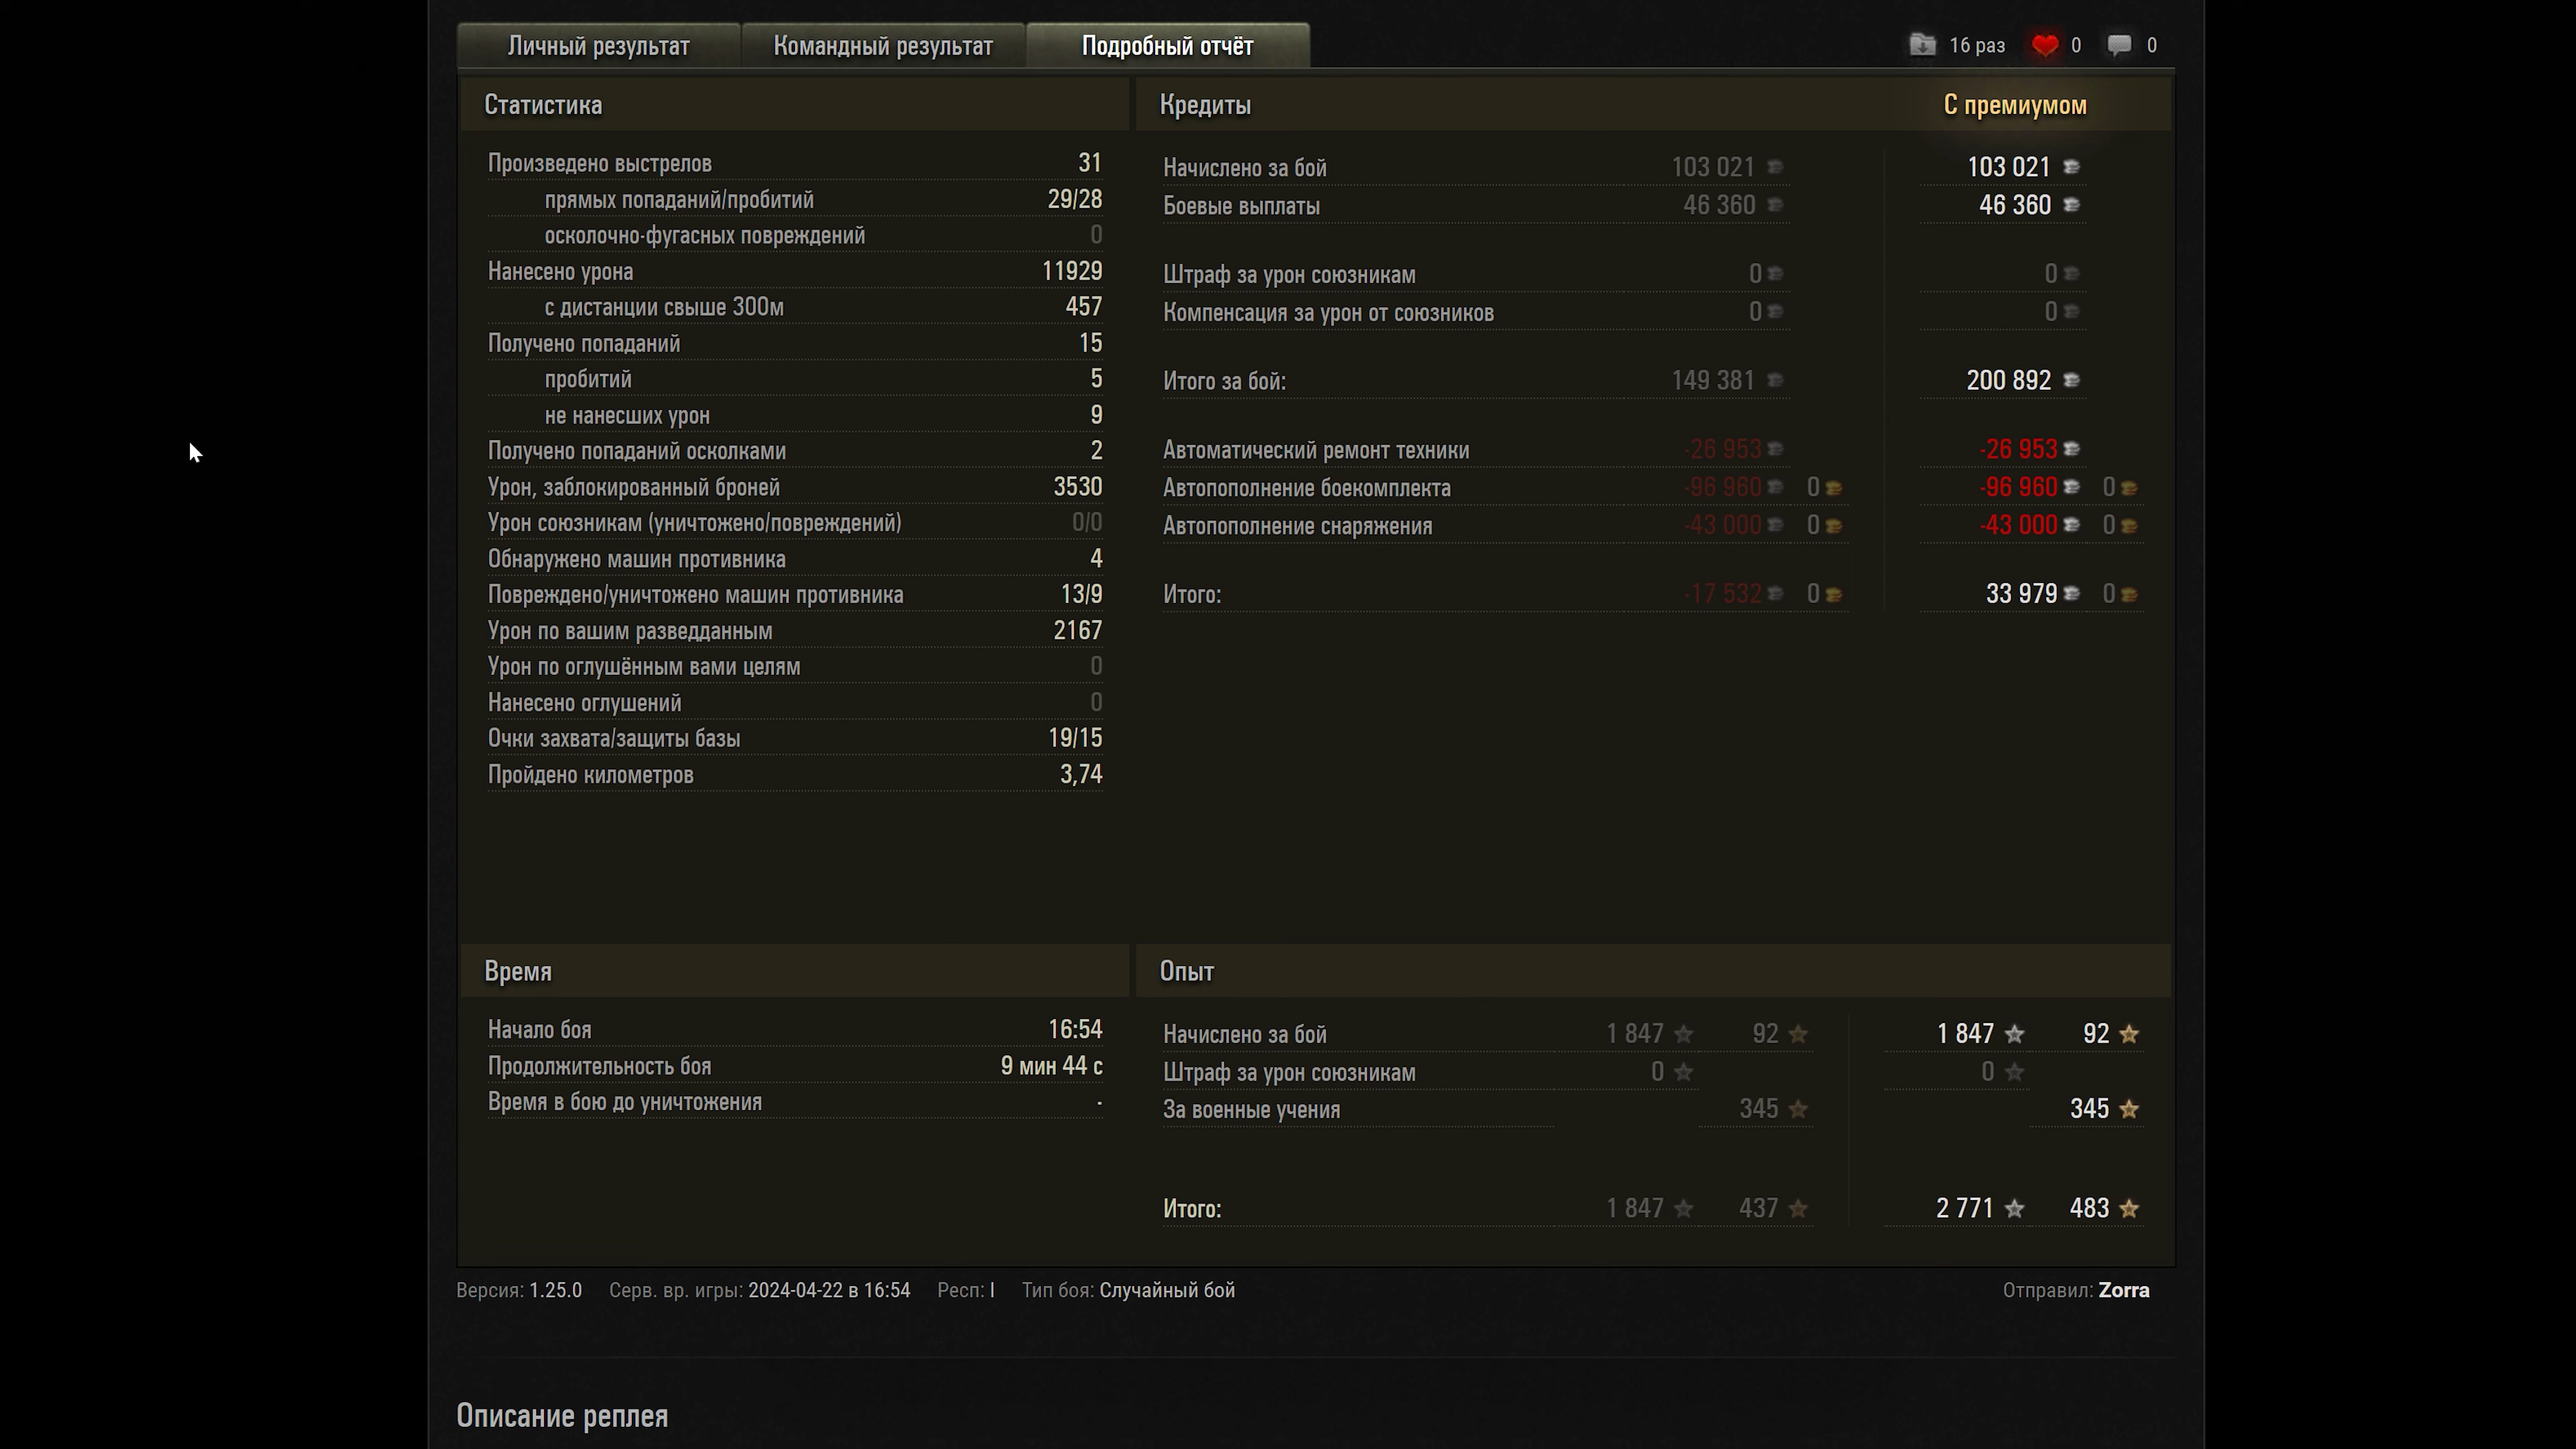 Личный результат Командный результат Подробный отчёт 16 раз 0 0
Статистика
Произведено выстрелов 31
прямых попаданий/пробитий 29/28
осколочно-фугасных повреждений 0
Нанесено урона 11929
с дистанции свыше 300м 457
Получено попаданий 15
пробитий 5
не нанесших урон 9
Получено попаданий осколками 2
Урон, заблокированный броней 3530
Урон союзникам (уничтожено/повреждений) 0/0
Обнаружено машин противника 4
Повреждено/уничтожено машин противника 13/9
Урон по вашим разведданным 2167
Урон по оглушённым вами целям 0
Нанесено оглушений 0
Очки захвата/защиты базы 19/15
Пройдено километров 3,74
Кредиты С премиумом
Начислено за бой 103 021 103 021
Боевые выплаты 46 360 46 360
Штраф за урон союзникам 0 0
Компенсация за урон от союзников 0 0
Итого за бой: 149 381 200 892
Автоматический ремонт техники -26 953 -26 953
Автопополнение боекомплекта -96 960 0 -96 960 0
Автопополнение снаряжения -43 000 0 -43 000 0
Итого: -17 532 0 33 979 0
Время
Начало боя 16:54
Продолжительность боя 9 мин 44 с
Время в бою до уничтожения -
Опыт
Начислено за бой 1 847 92 1 847 92
Штраф за урон союзникам 0 0
За военные учения 345 345
Итого: 1 847 437 2 771 483
Версия: 1.25.0 Серв. вр. игры: 2024-04-22 в 16:54 Респ: I Тип боя: Случайный бой Отправил: Zorra
Описание реплея